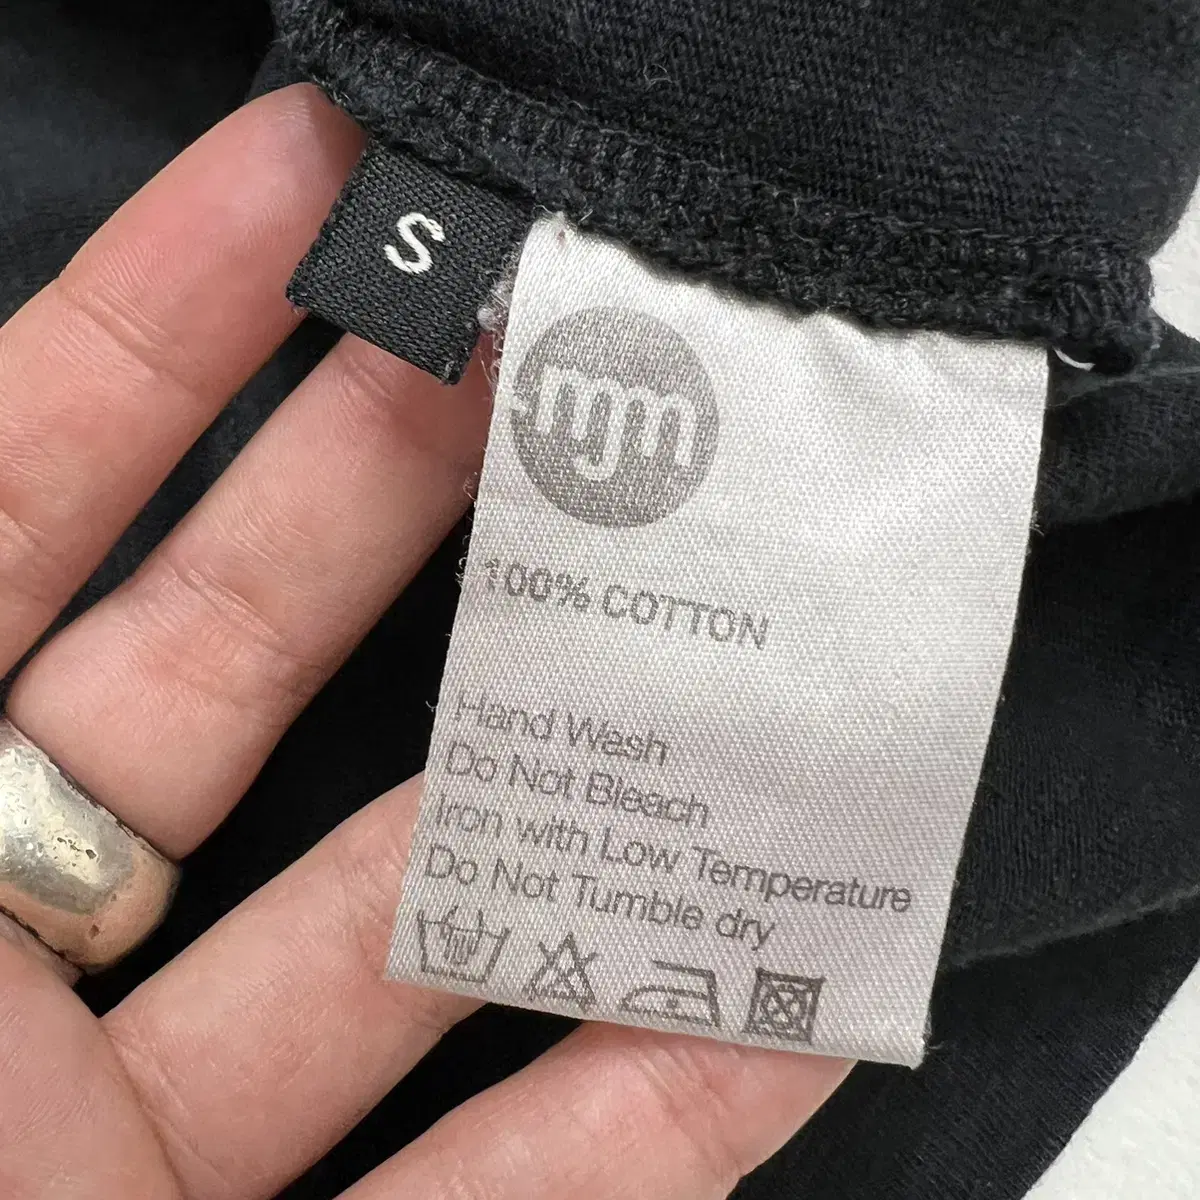 S
mjm
100% COTTON
Hand Wash
Do Not Bleach
Iron with Low Temperature
Do Not Tumble dry